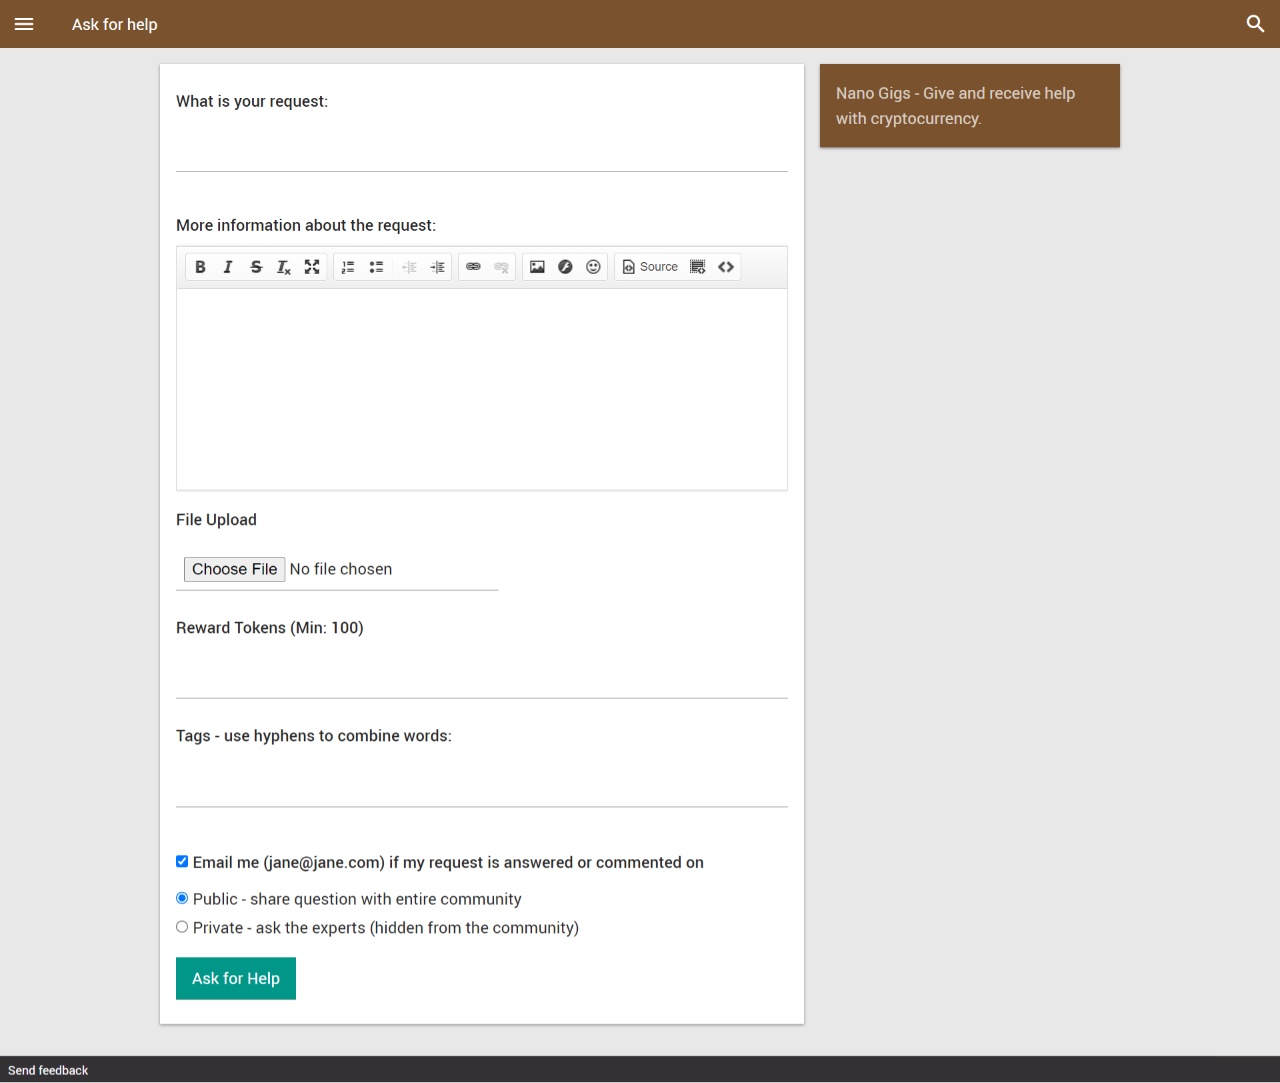 Ask for help
What is your request:
Nano Gigs - Give and receive help
with cryptocurrency.
More information about the request:
Source
File Upload
Choose File No file chosen
Reward Tokens (Min: 100)
Tags - use hyphens to combine words:
Email me (jane@jane.com) if my request is answered or commented on
Public - share question with entire community
Private - ask the experts (hidden from the community)
Ask for Help
Send feedback